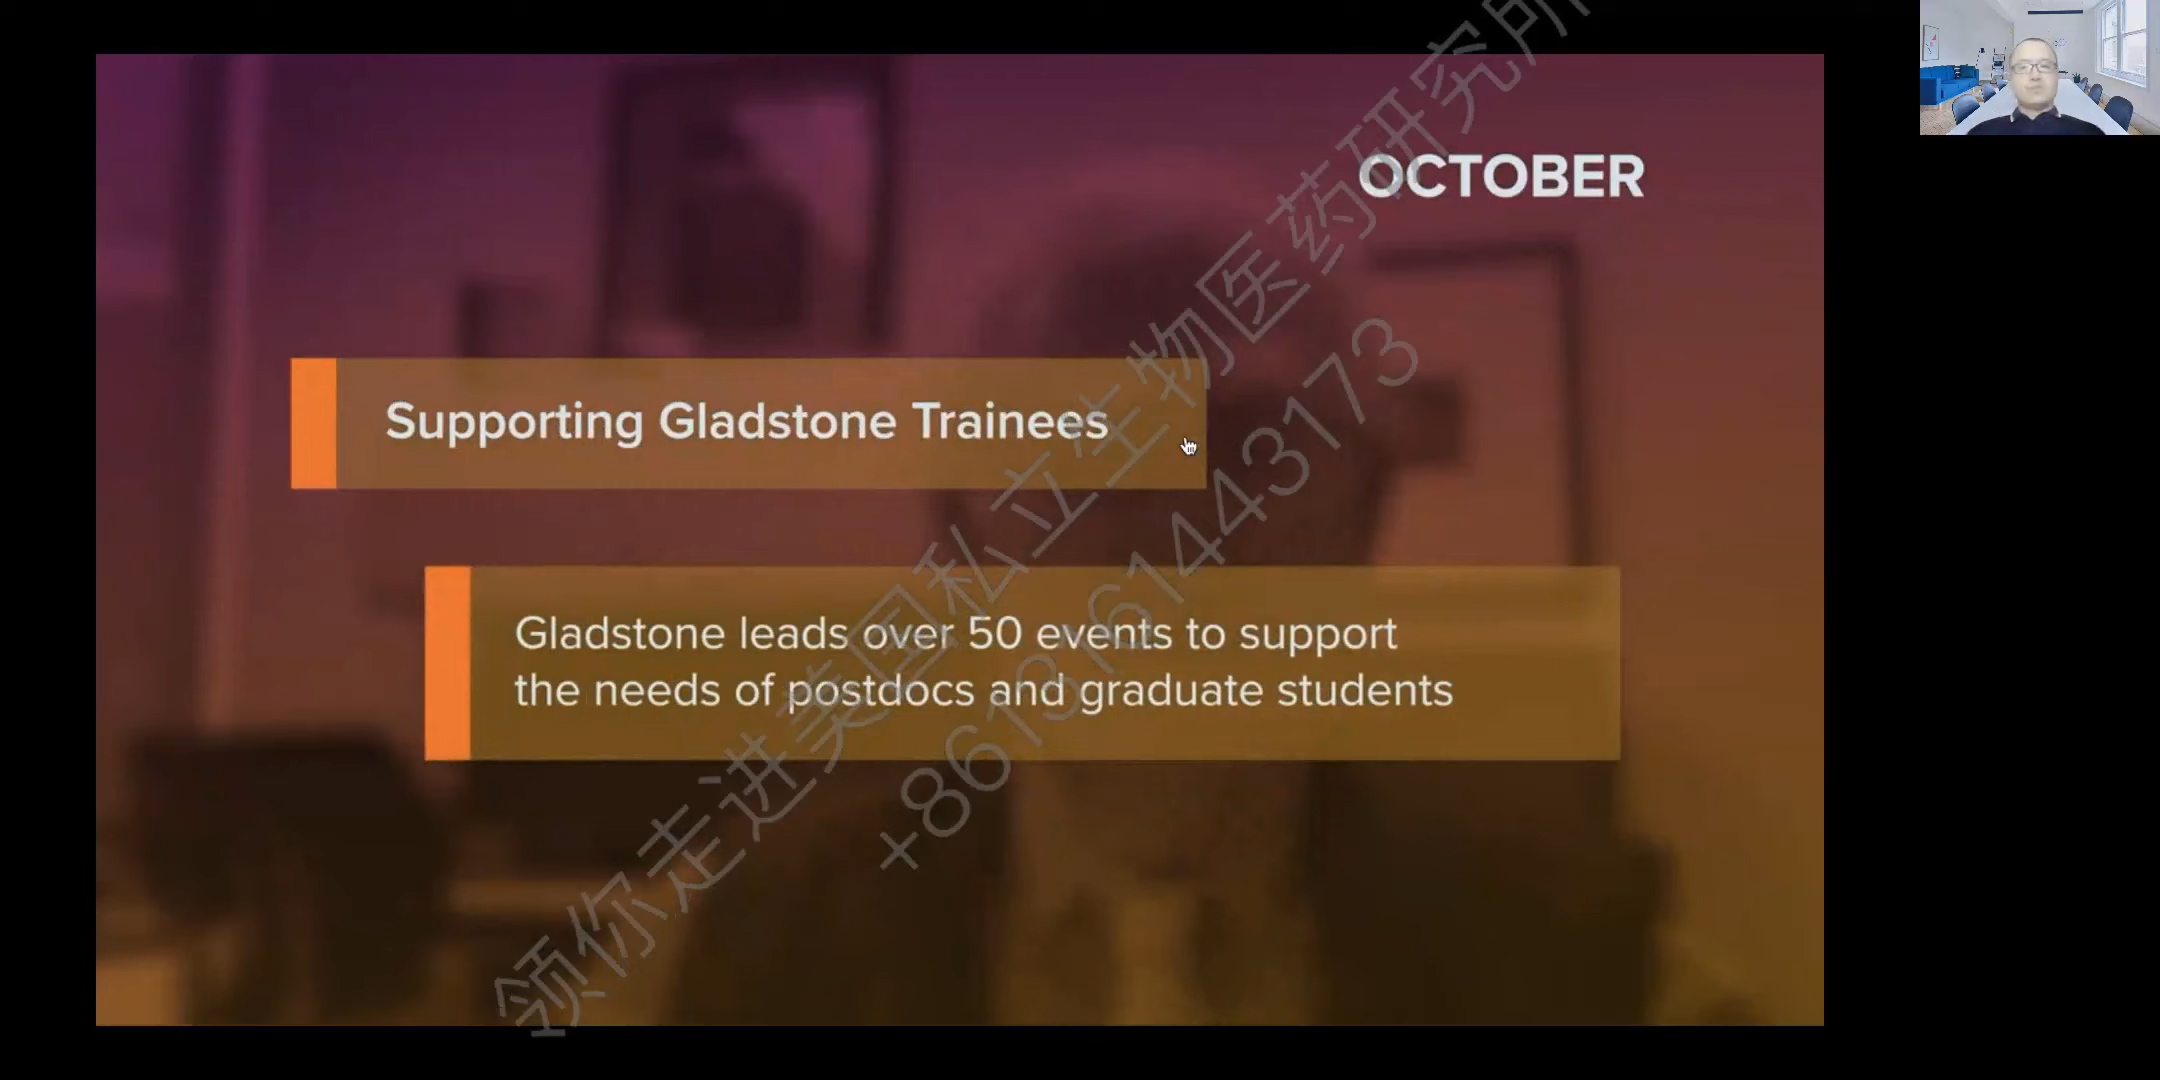 OCTOBER
Supporting Gladstone Trainees
Gladstone leads over 50 events to support
the needs of postdocs and graduate students
领你走进美国私立生物医药研究所
+8613161443173